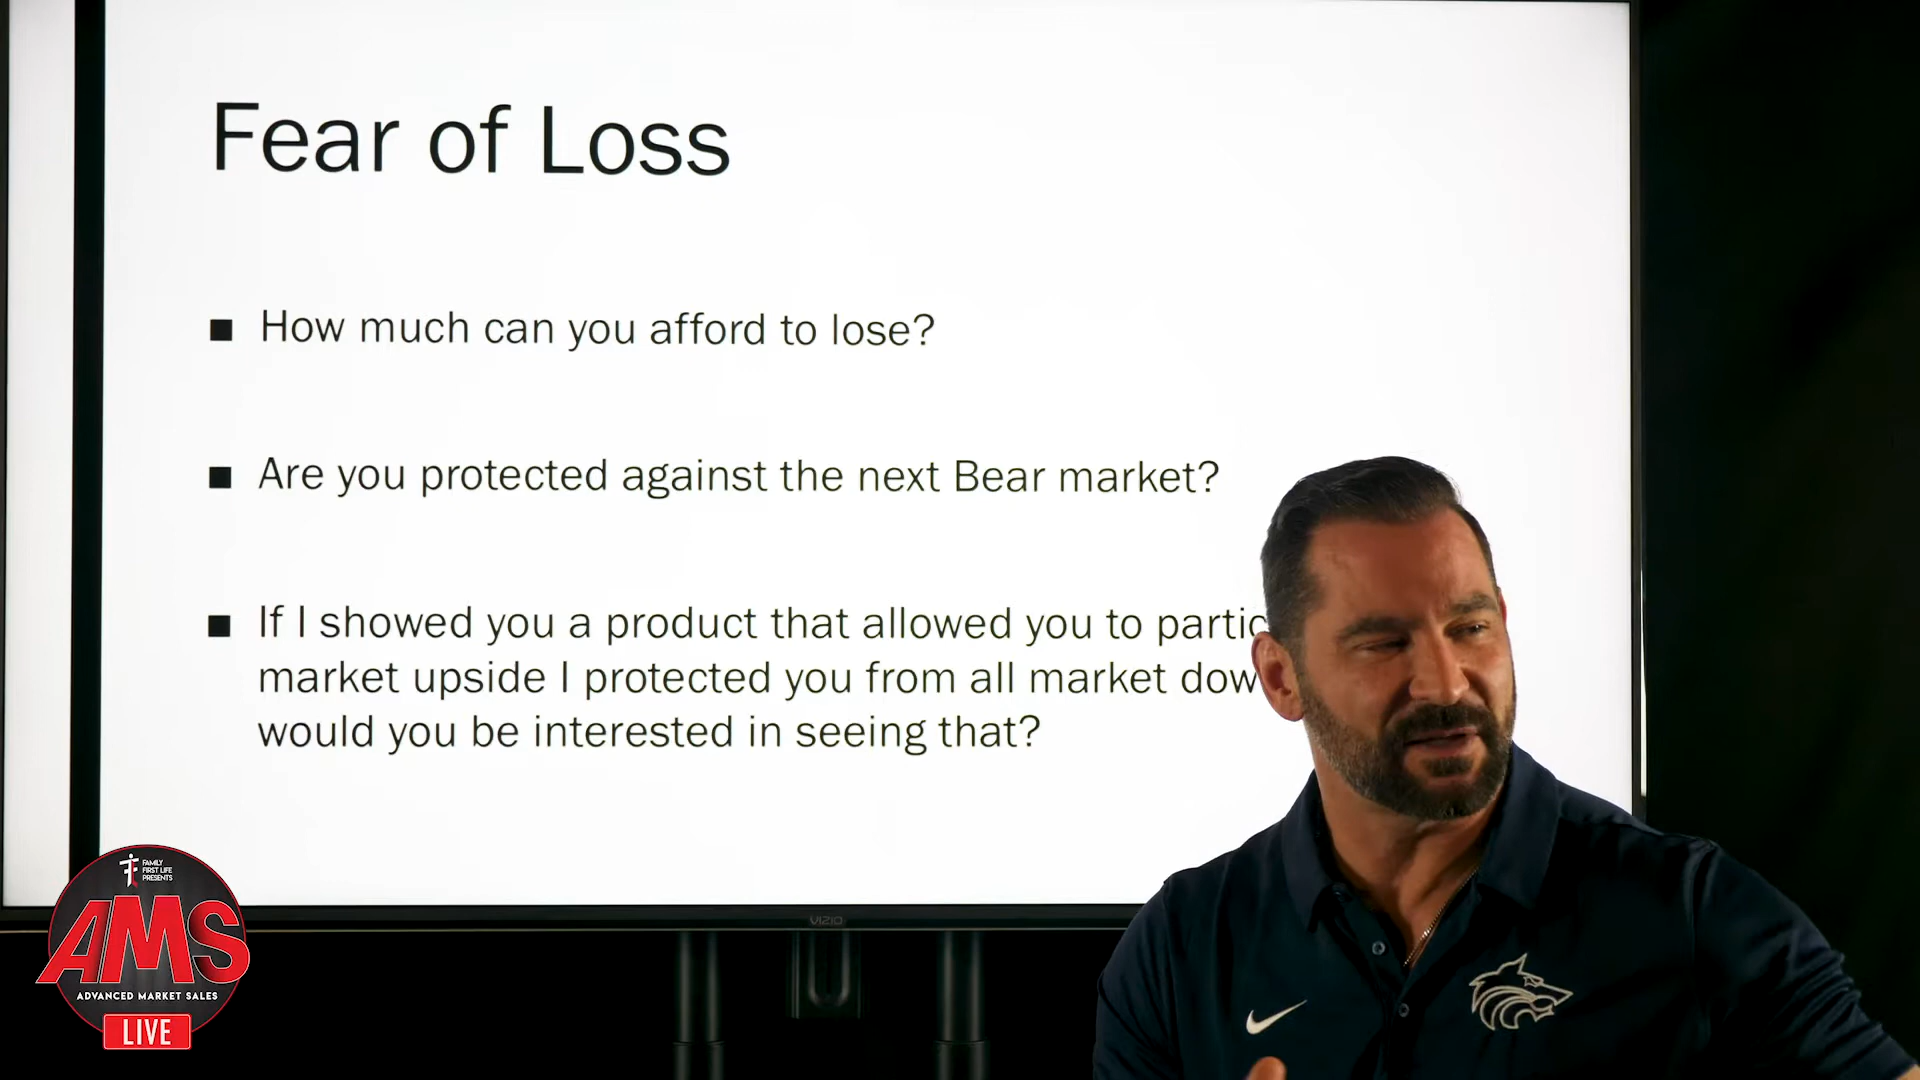 Fear of Loss
How much can you afford to lose?
Are you protected against the next Bear market?
If I showed you a product that allowed you to partic
market upside I protected you from all market dow
would you be interested in seeing that?
VIZIO
FAMILY
FIRST LIFE
PRESENTS
AMS
ADVANCED MARKET SALES
LIVE